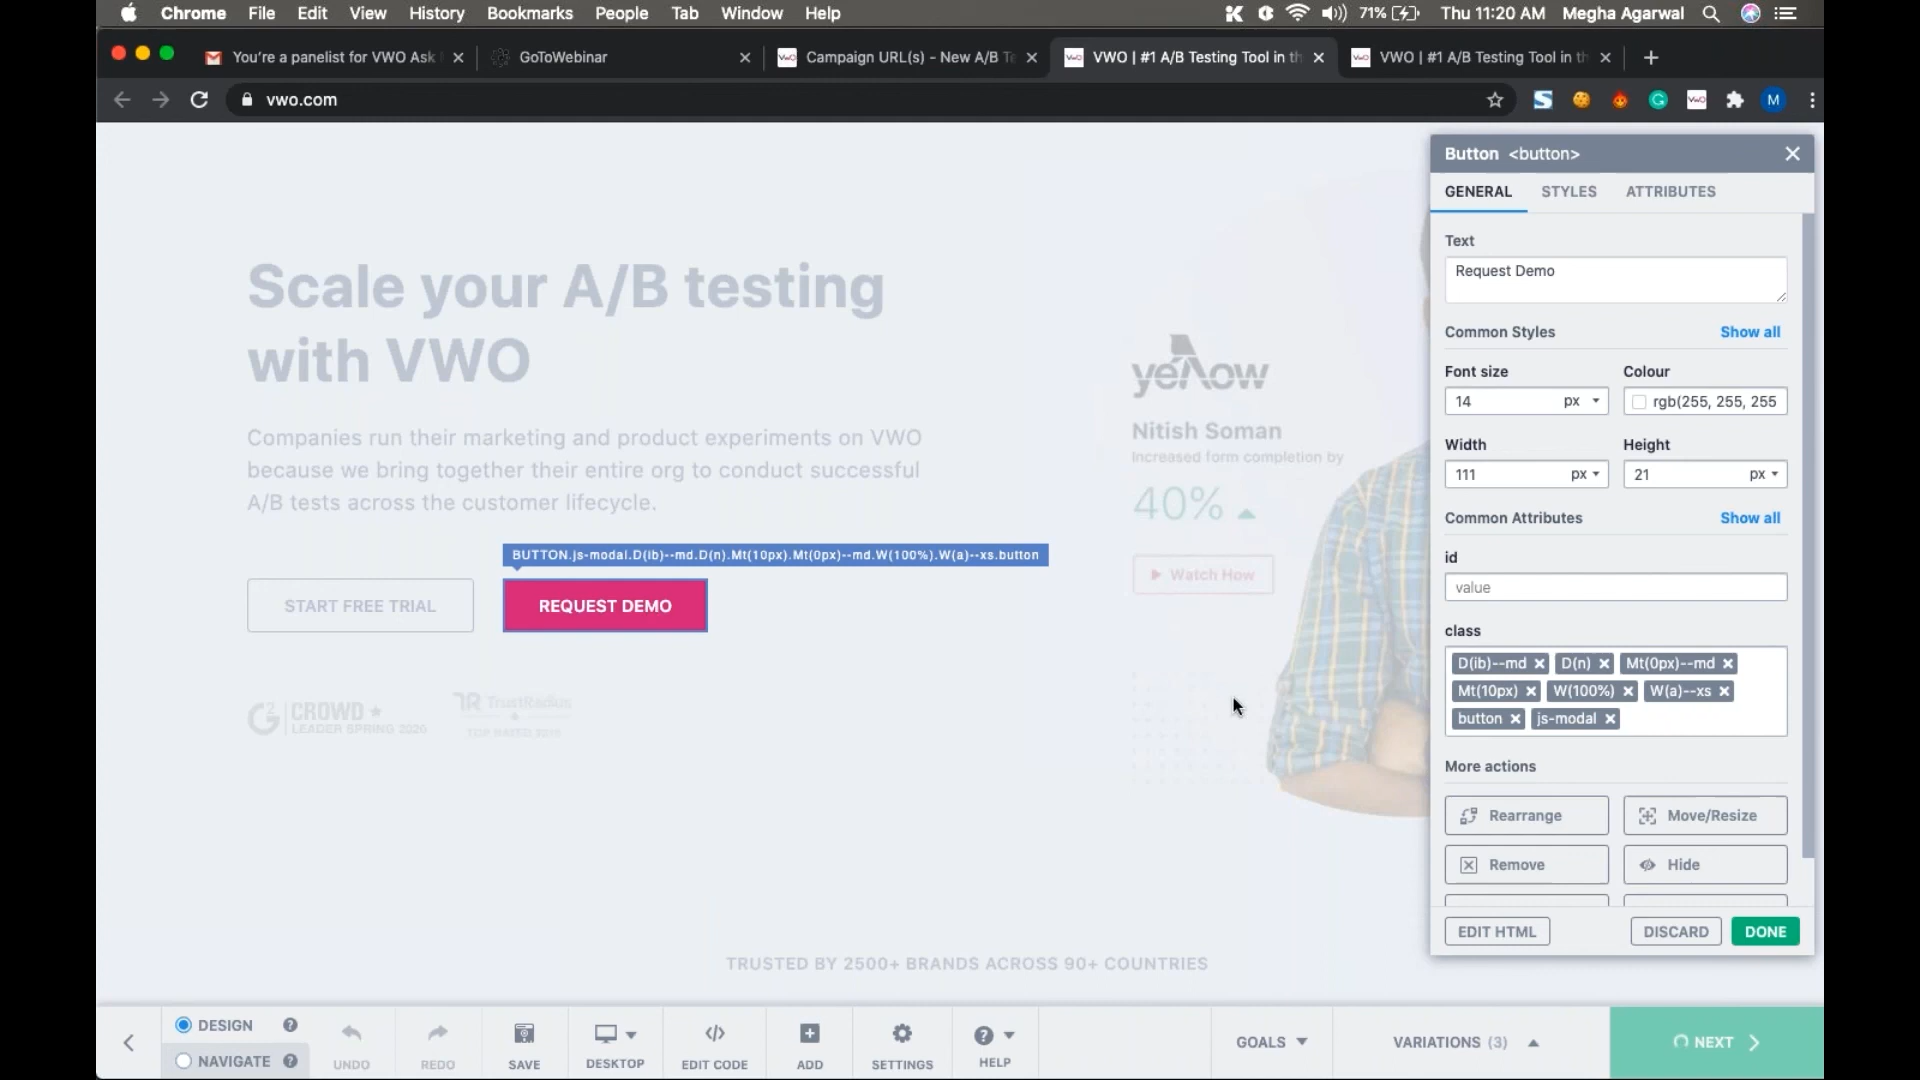 Chrome File Edit View History Bookmarks People Tab Window Help 71% Thu 11:20 AM Megha Agarwal
You're a panelist for VWO Ask
GoToWebinar
Campaign URL(s) - New A/B Te
VWO | #1 A/B Testing Tool in th
VWO | #1 A/B Testing Tool in th
vwo.com
Scale your A/B testing
with VWO
Companies run their marketing and product experiments on VWO
because we bring together their entire org to conduct successful
A/B tests across the customer lifecycle.
BUTTON.js-modal.D(ib)--md.D(n).Mt(10px).Mt(0px)--md.W(100%).W(a)--xs.button
START FREE TRIAL REQUEST DEMO
G2 CROWD
LEADER SPRING 2020
TR TrustRadius
TOP RATED 2019
yellow
Nitish Soman
Increased form completion by
40%
Watch How
TRUSTED BY 2500+ BRANDS ACROSS 90+ COUNTRIES
Button <button>
GENERAL STYLES ATTRIBUTES
Text
Request Demo
Common Styles Show all
Font size Colour
14 px rgb(255, 255, 255
Width Height
111 px 21 px
Common Attributes Show all
id
value
class
D(ib)--md D(n) Mt(0px)--md
Mt(10px) W(100%) W(a)--xs
button js-modal
More actions
Rearrange Move/Resize
Remove Hide
EDIT HTML DISCARD DONE
DESIGN
NAVIGATE
UNDO REDO SAVE DESKTOP EDIT CODE ADD SETTINGS HELP
GOALS VARIATIONS (3) NEXT